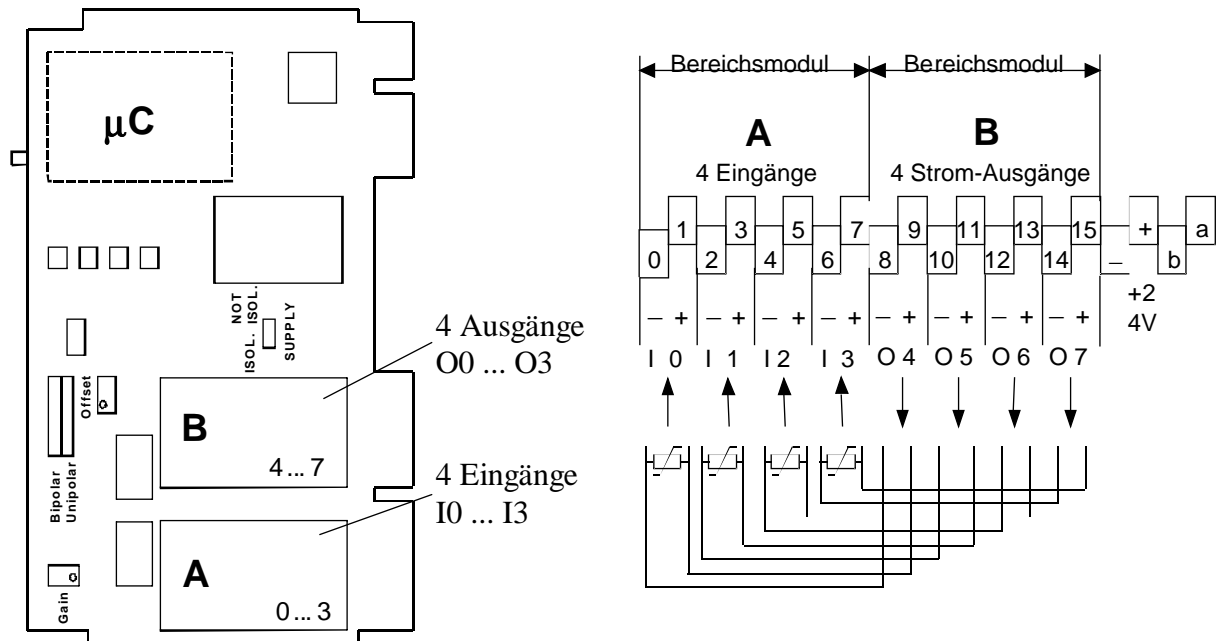 µC
NOT
ISOL. ISOL.
SUPPLY
Offset
Bipolar
Unipolar
Gain
B
4 ... 7
A
0 ... 3
4 Ausgänge
O0 ... O3
4 Eingänge
I0 ... I3
Bereichsmodul Bereichsmodul
A B
4 Eingänge 4 Strom-Ausgänge
1 3 5 7 9 11 13 15 + a
0 2 4 6 8 10 12 14 – b
– + – + – + – + – + – + – + – +
+2
4V
I 0 I 1 I 2 I 3 O 4 O 5 O 6 O 7